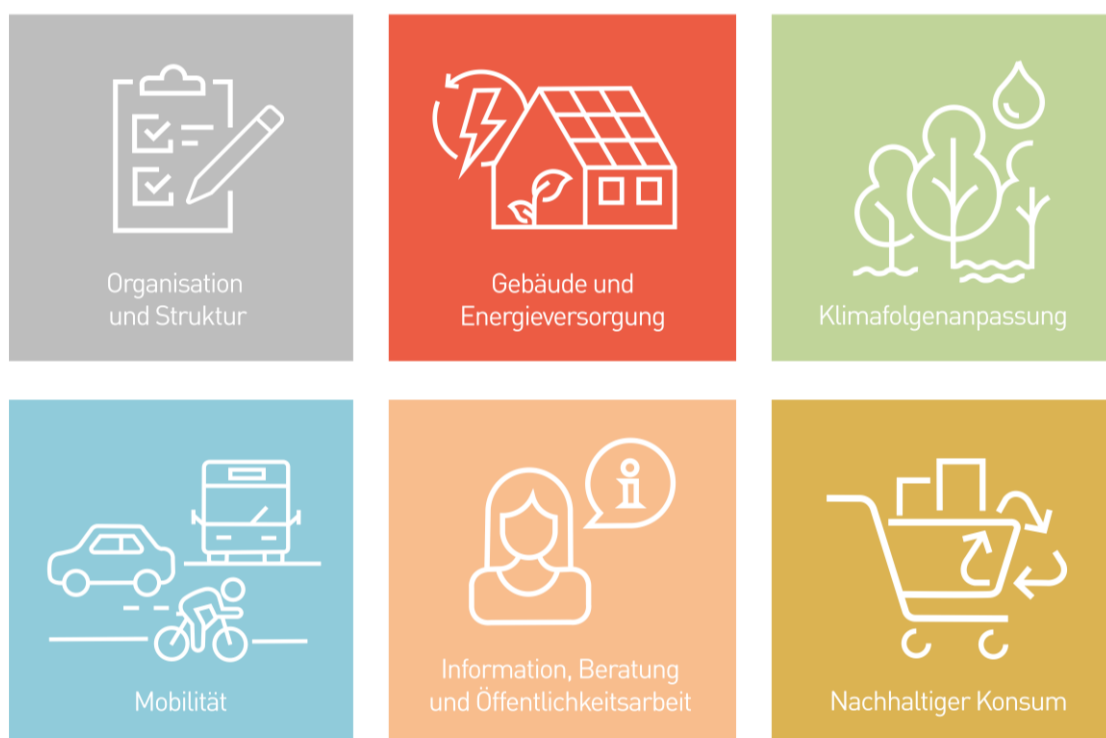 Organisation
und Struktur
Gebäude und
Energieversorgung
Klimafolgenanpassung
Mobilität
Information, Beratung
und Öffentlichkeitsarbeit
Nachhaltiger Konsum